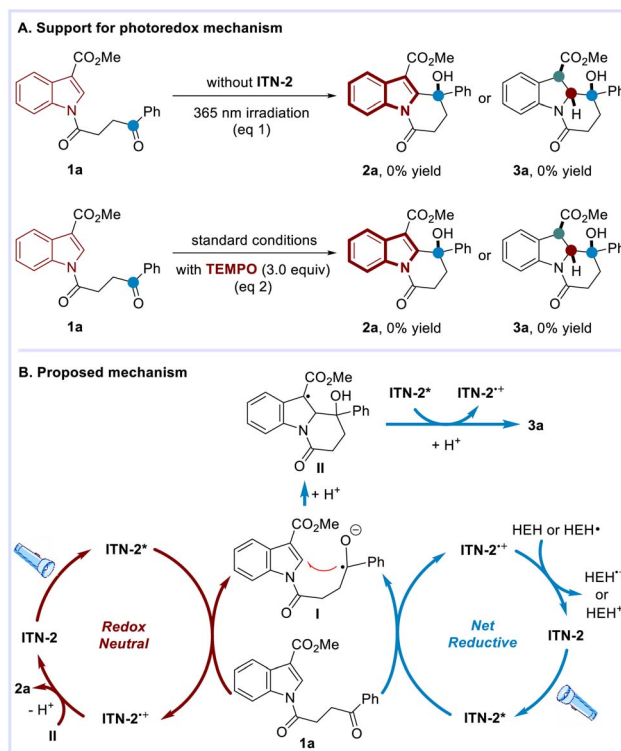 A. Support for photoredox mechanism
CO₂Me
N
O
Ph
O
1a
without ITN-2
365 nm irradiation
(eq 1)
CO₂Me
OH
Ph
N
O
2a, 0% yield
or
CO₂Me
OH
Ph
N
H
O
3a, 0% yield
CO₂Me
N
O
Ph
O
1a
standard conditions
with TEMPO (3.0 equiv)
(eq 2)
CO₂Me
OH
Ph
N
O
2a, 0% yield
or
CO₂Me
OH
Ph
N
H
O
3a, 0% yield
B. Proposed mechanism
CO₂Me
OH
Ph
N
O
II
ITN-2* ITN-2•+
+ H⁺
3a
+ H⁺
ITN-2*
ITN-2
Redox
Neutral
2a
- H⁺
II
ITN-2•+
CO₂Me
O⊖
Ph
N
O
I
CO₂Me
N
Ph
O
O
1a
ITN-2•+
HEH or HEH•
HEH•
or
HEH⁺
ITN-2
Net
Reductive
ITN-2*